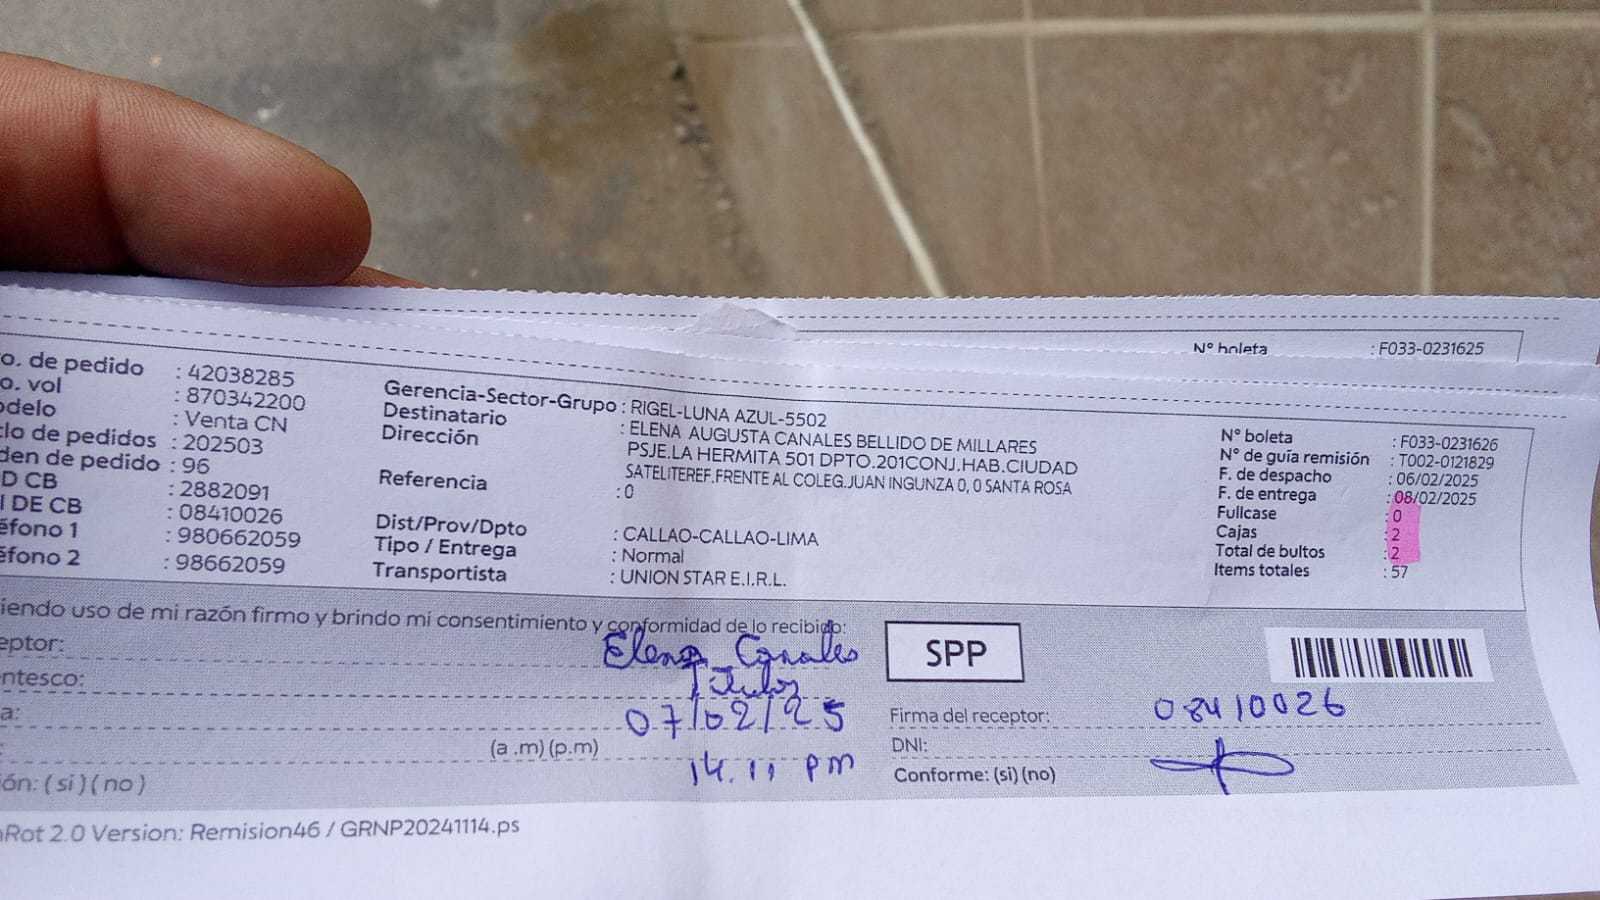 N° boleta : F033-0231625
o. de pedido : 42038285
o. vol : 870342200
odelo : Venta CN
clo de pedidos : 202503
den de pedido : 96
D CB : 2882091
I DE CB : 08410026
éfono 1 : 980662059
éfono 2 : 98662059
Gerencia-Sector-Grupo : RIGEL-LUNA AZUL-5502
Destinatario : ELENA AUGUSTA CANALES BELLIDO DE MILLARES
Dirección PSJE.LA HERMITA 501 DPTO.201CONJ.HAB.CIUDAD
SATELITEREF.FRENTE AL COLEG.JUAN INGUNZA 0, 0 SANTA ROSA
Referencia : 0
Dist/Prov/Dpto : CALLAO-CALLAO-LIMA
Tipo / Entrega : Normal
Transportista : UNION STAR E.I.R.L.
N° boleta : F033-0231626
N° de guía remisión : T002-0121829
F. de despacho : 06/02/2025
F. de entrega : 08/02/2025
Fullcase : 0
Cajas : 2
Total de bultos : 2
Items totales : 57
iendo uso de mi razón firmo y brindo mi consentimiento y conformidad de lo recibido:
eptor: Elena Canales
ntesco: Titular
a: 07/02/25
: (a .m) (p.m) 14.11 pm
ón: ( si ) ( no )
SPP
Firma del receptor: 08410026
DNI:
Conforme: (si) (no)
Rot 2.0 Version: Remision46 / GRNP20241114.ps